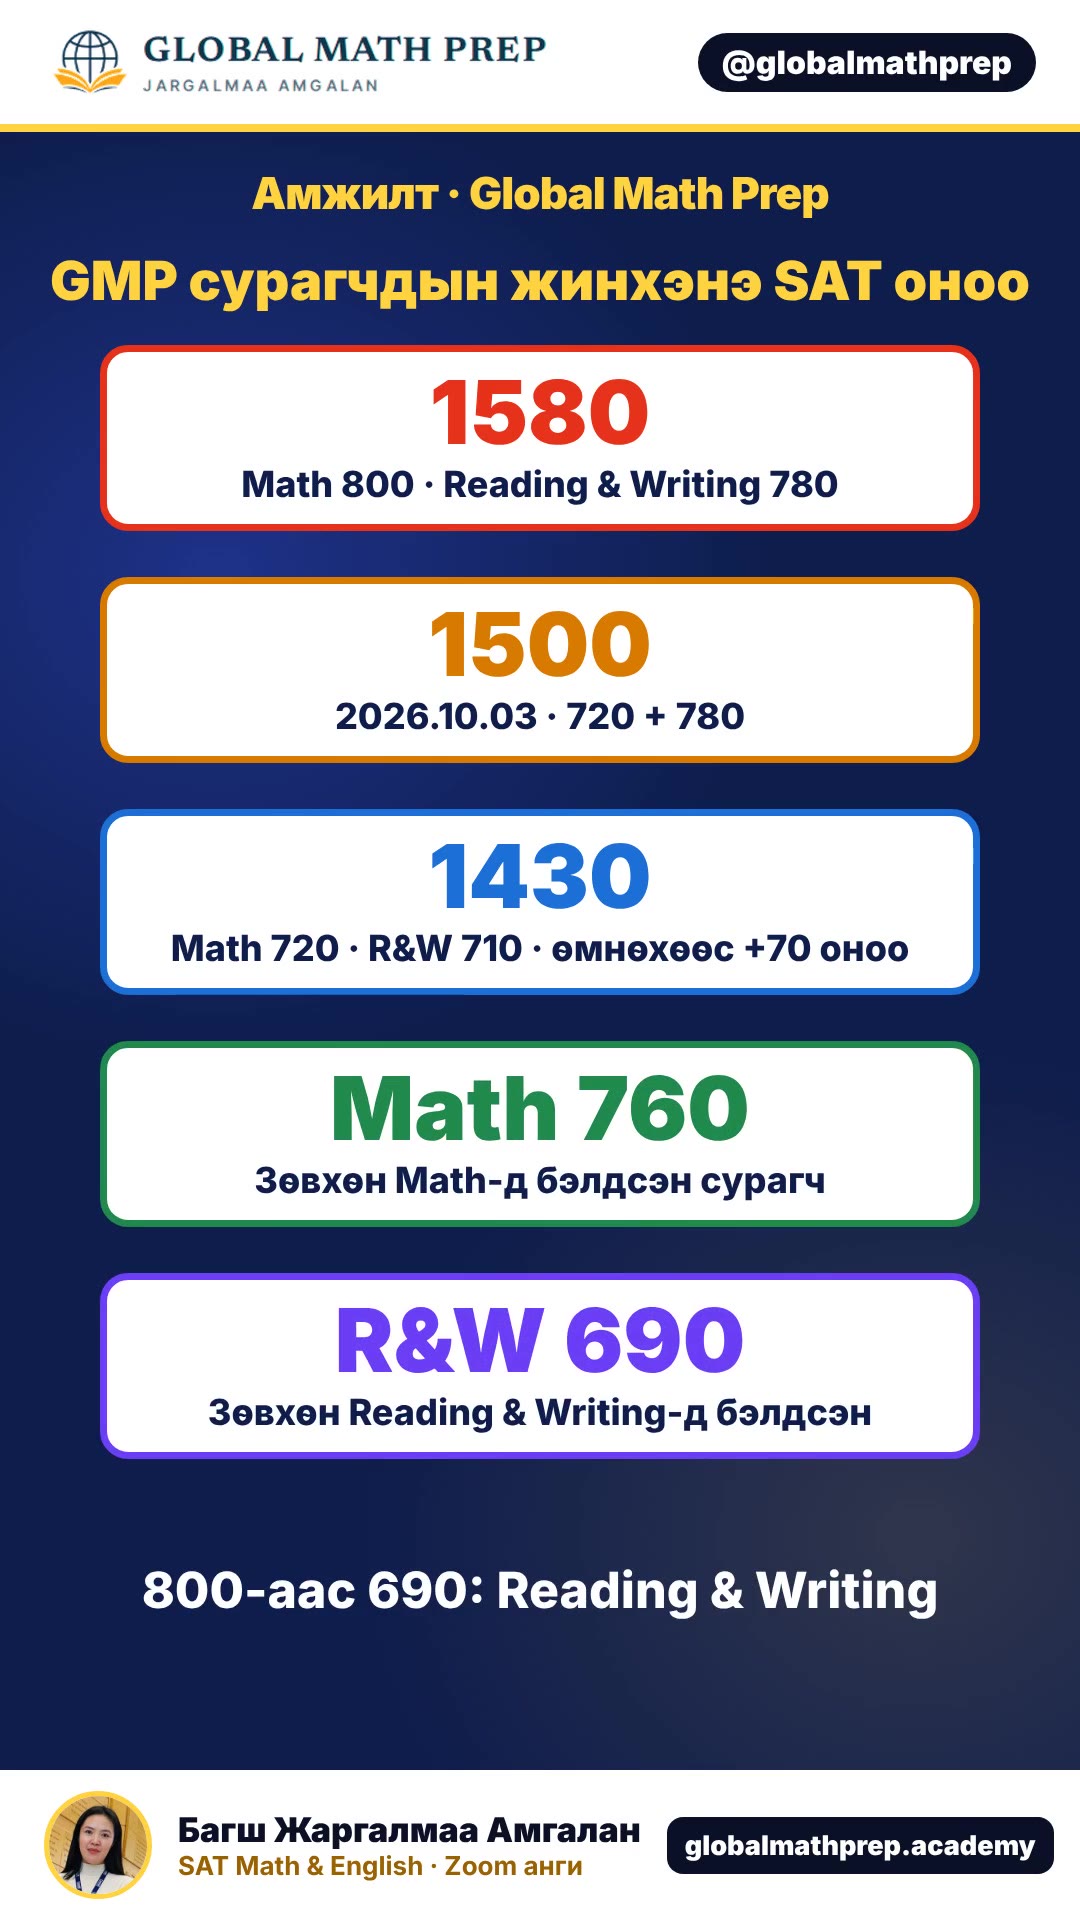 GLOBAL MATH PREP
JARGALMAA AMGALAN
@globalmathprep
Амжилт · Global Math Prep
GMP сурагчдын жинхэнэ SAT оноо
1580
Math 800 · Reading & Writing 780
1500
2026.10.03 · 720 + 780
1430
Math 720 · R&W 710 · өмнөхөөс +70 оноо
Math 760
Зөвхөн Math-д бэлдсэн сурагч
R&W 690
Зөвхөн Reading & Writing-д бэлдсэн
800-аас 690: Reading & Writing
Багш Жаргалмаа Амгалан
SAT Math & English · Zoom анги
globalmathprep.academy